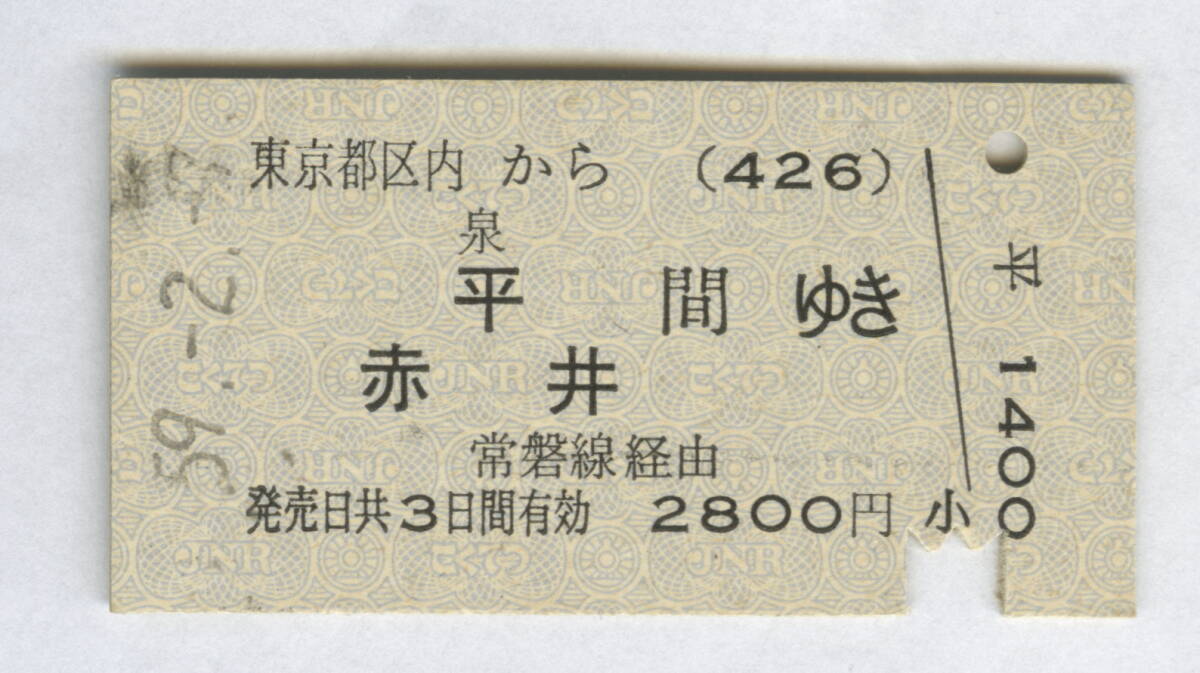 東京都区内 から (426)
泉
平 間 ゆき
赤 井
常磐線経由
発売日共3日間有効 2800円 小
平 1400
59.-2.-5